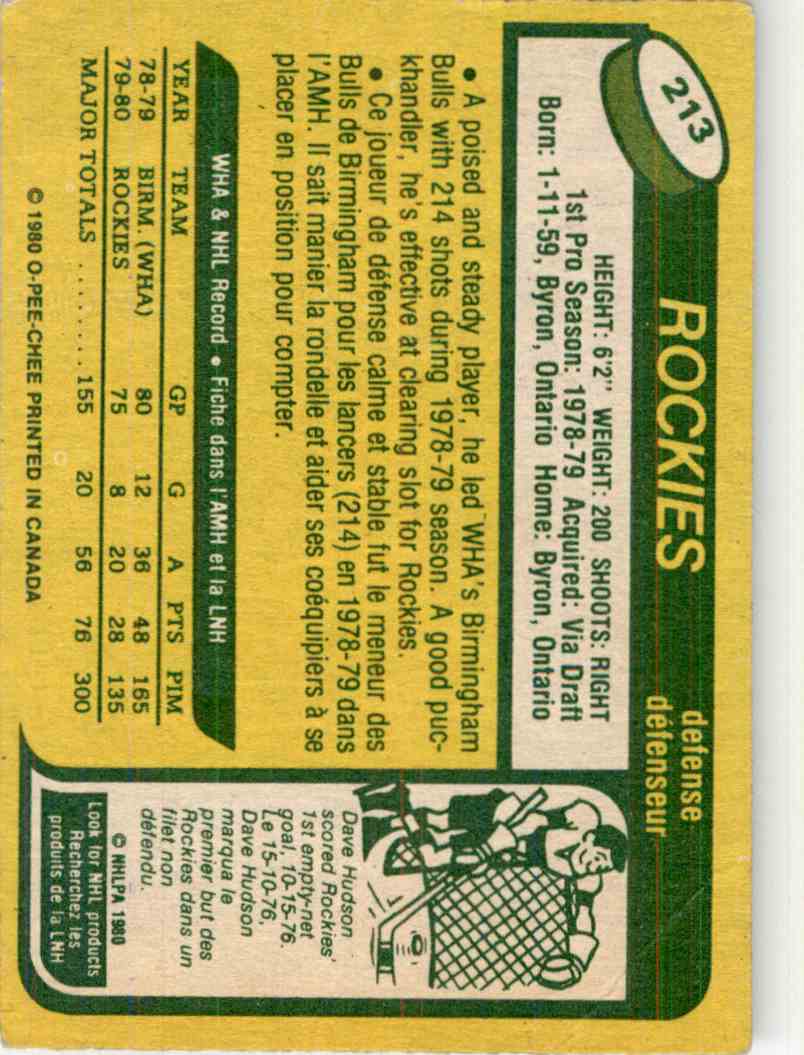 213
ROCKIES
defense
défenseur
HEIGHT: 6'2" WEIGHT: 200 SHOOTS: RIGHT
1st Pro Season: 1978-79 Acquired: Via Draft
Born: 1-11-59, Byron, Ontario Home: Byron, Ontario
• A poised and steady player, he led WHA's Birmingham
Bulls with 214 shots during 1978-79 season. A good puc-
khandler, he's effective at clearing slot for Rockies.
• Ce joueur de défense calme et stable fut le meneur des
Bulls de Birmingham pour les lancers (214) en 1978-79 dans
l'AMH. Il sait manier la rondelle et aider ses coéquipiers à se
placer en position pour compter.
WHA & NHL Record • Fiche dans l'AMH et la LNH
YEAR TEAM GP G A PTS PIM
78-79 BIRM. (WHA) 80 12 36 48 165
79-80 ROCKIES 75 8 20 28 135
MAJOR TOTALS ........ 155 20 56 76 300
© 1980 O-PEE-CHEE PRINTED IN CANADA
Dave Hudson
scored Rockies'
1st empty-net
goal, 10-15-76.
Le 15-10-76,
Dave Hudson
marqua le
premier but des
Rockies dans un
filet non
défendu.
© NHLPA 1980
Look for NHL products
Recherchez les
produits de la LNH